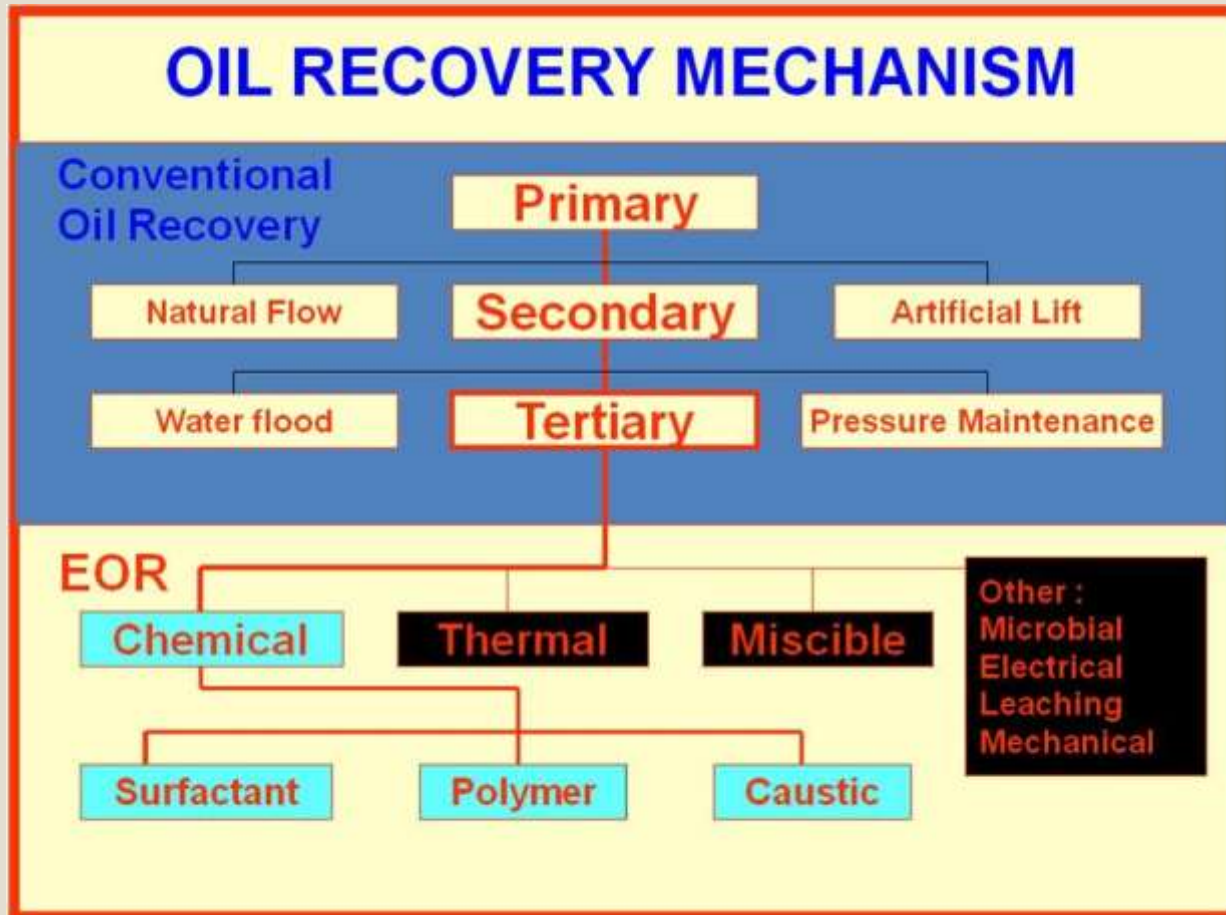 OIL RECOVERY MECHANISM
Conventional
Oil Recovery
Primary
Natural Flow
Secondary
Artificial Lift
Water flood
Tertiary
Pressure Maintenance
EOR
Chemical
Thermal
Miscible
Other :
Microbial
Electrical
Leaching
Mechanical
Surfactant
Polymer
Caustic